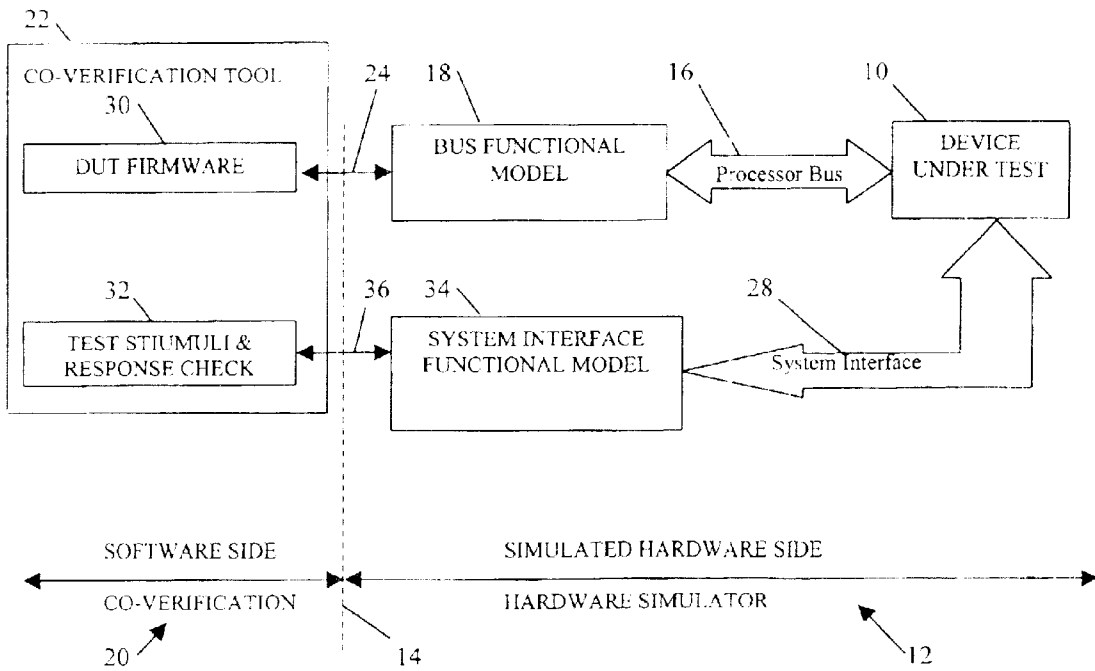 22
CO-VERIFICATION TOOL
30
DUT FIRMWARE
24
18
BUS FUNCTIONAL
MODEL
16
Processor Bus
10
DEVICE
UNDER TEST
32
TEST STIUMULI &
RESPONSE CHECK
36
34
SYSTEM INTERFACE
FUNCTIONAL MODEL
28
System Interface
SOFTWARE SIDE
SIMULATED HARDWARE SIDE
CO-VERIFICATION
HARDWARE SIMULATOR
20
14
12